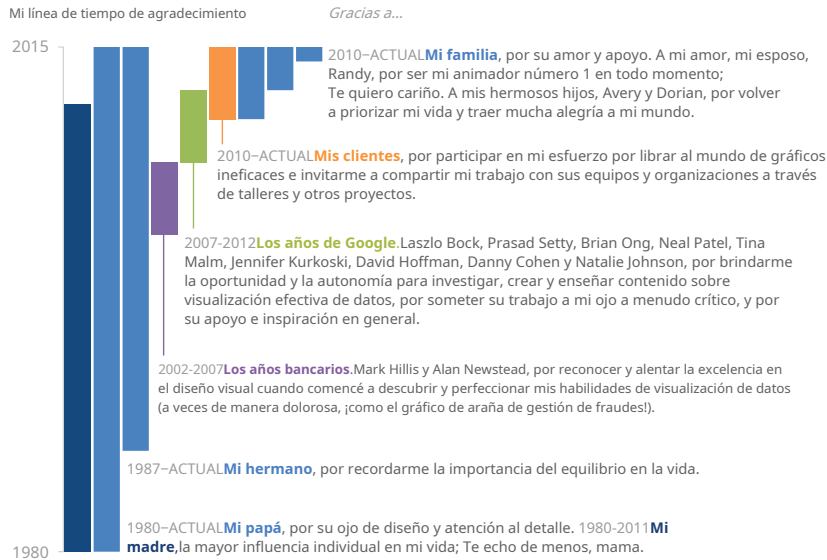 Mi línea de tiempo de agradecimiento
Gracias a...
2015
2010–ACTUALMi familia, por su amor y apoyo. A mi amor, mi esposo,
Randy, por ser mi animador número 1 en todo momento;
Te quiero cariño. A mis hermosos hijos, Avery y Dorian, por volver
a priorizar mi vida y traer mucha alegría a mi mundo.
2010–ACTUALMis clientes, por participar en mi esfuerzo por librar al mundo de gráficos
ineficaces e invitarme a compartir mi trabajo con sus equipos y organizaciones a través
de talleres y otros proyectos.
2007-2012Los años de Google.Laszlo Bock, Prasad Setty, Brian Ong, Neal Patel, Tina
Malm, Jennifer Kurkoski, David Hoffman, Danny Cohen y Natalie Johnson, por brindarme
la oportunidad y la autonomía para investigar, crear y enseñar contenido sobre
visualización efectiva de datos, por someter su trabajo a mi ojo a menudo crítico, y por
su apoyo e inspiración en general.
2002-2007Los años bancarios.Mark Hillis y Alan Newstead, por reconocer y alentar la excelencia en
el diseño visual cuando comencé a descubrir y perfeccionar mis habilidades de visualización de datos
(a veces de manera dolorosa, ¡como el gráfico de araña de gestión de fraudes!).
1987–ACTUALMi hermano, por recordarme la importancia del equilibrio en la vida.
1980–ACTUALMi papá, por su ojo de diseño y atención al detalle. 1980-2011Mi
madre,la mayor influencia individual en mi vida; Te echo de menos, mama.
1980